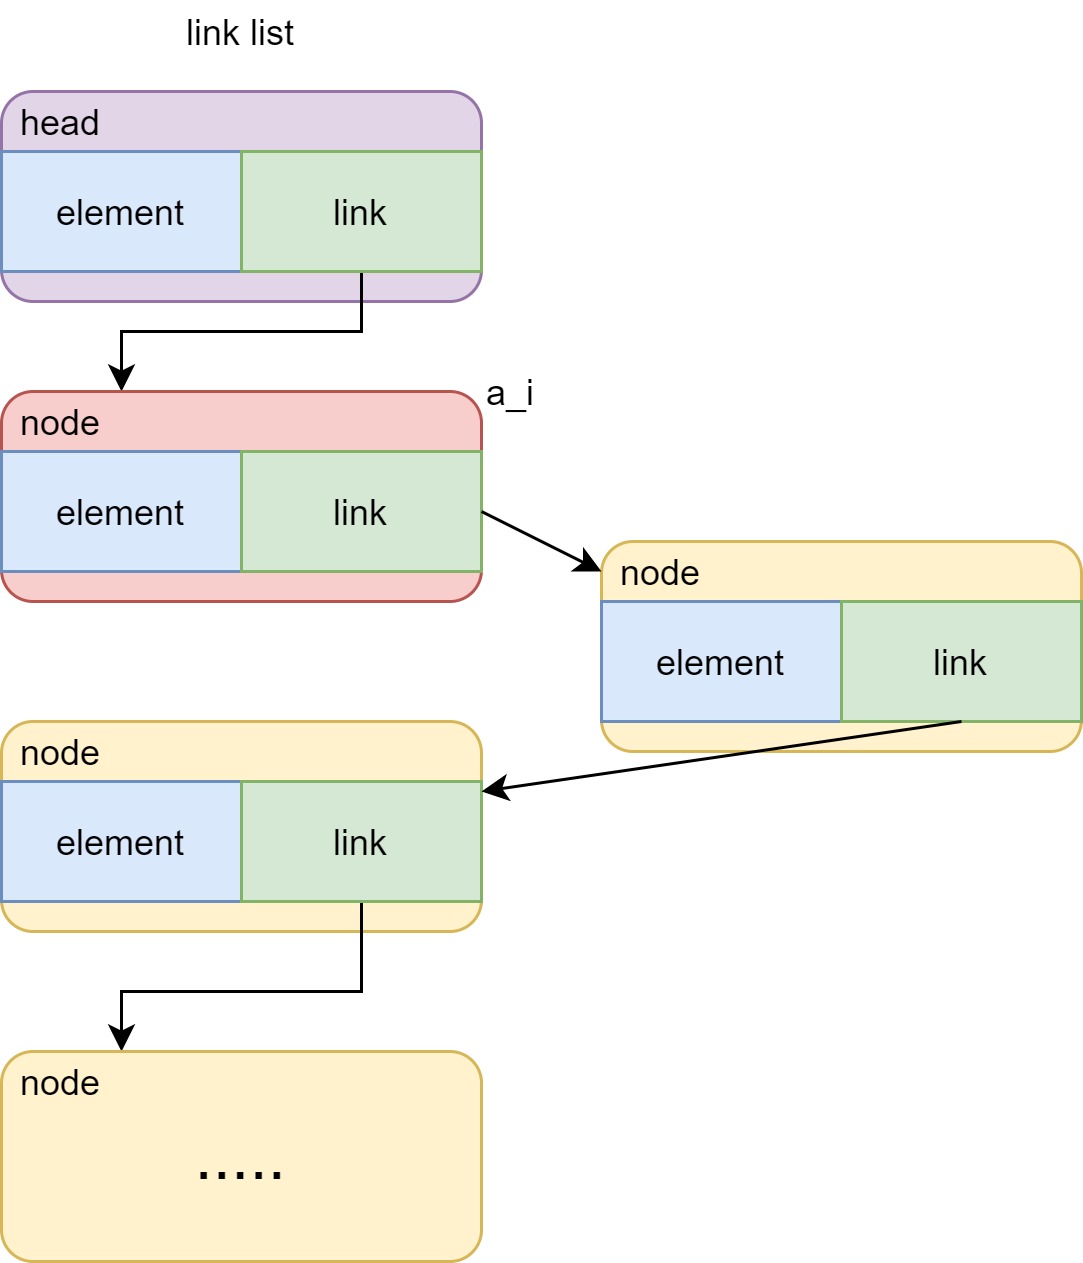 link list
head
element link
a_i
node
element link
node
element link
node
element link
node
.....